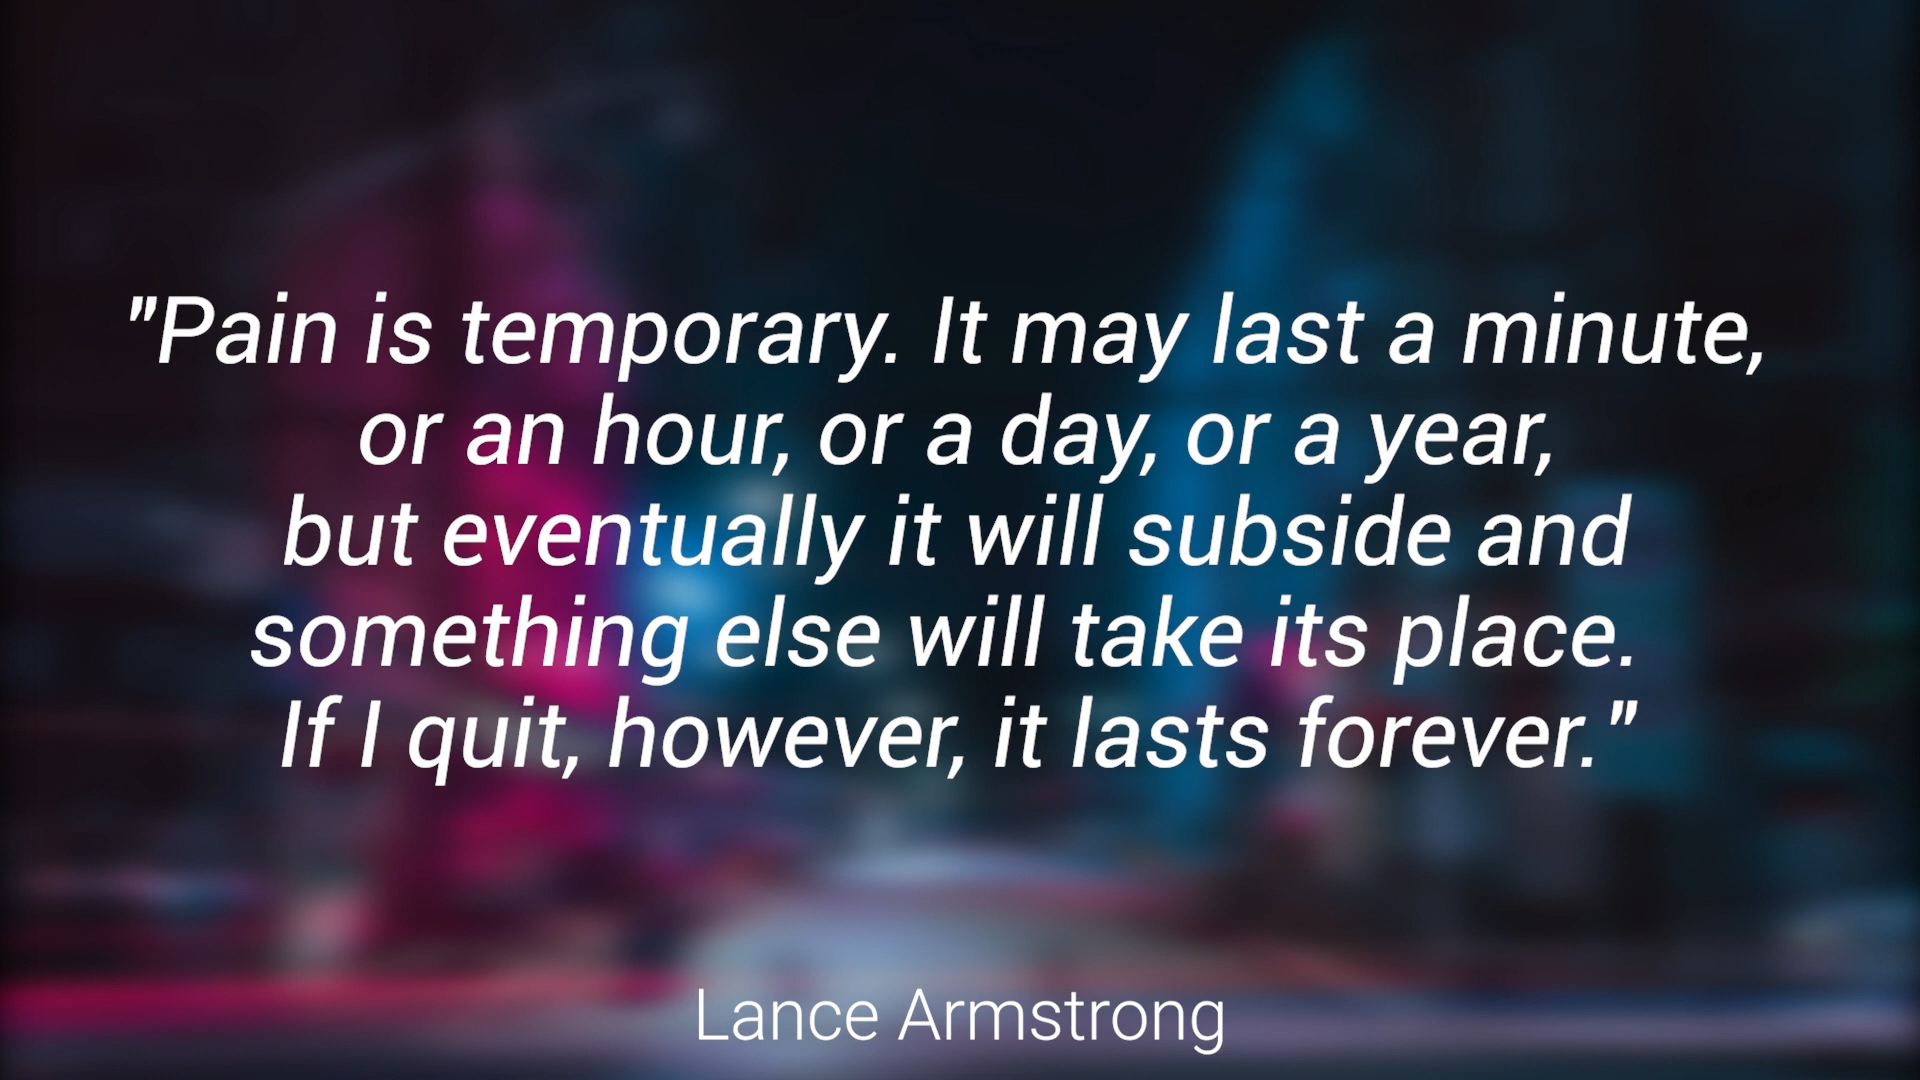 "Pain is temporary. It may last a minute,
or an hour, or a day, or a year,
but eventually it will subside and
something else will take its place.
If I quit, however, it lasts forever."
Lance Armstrong